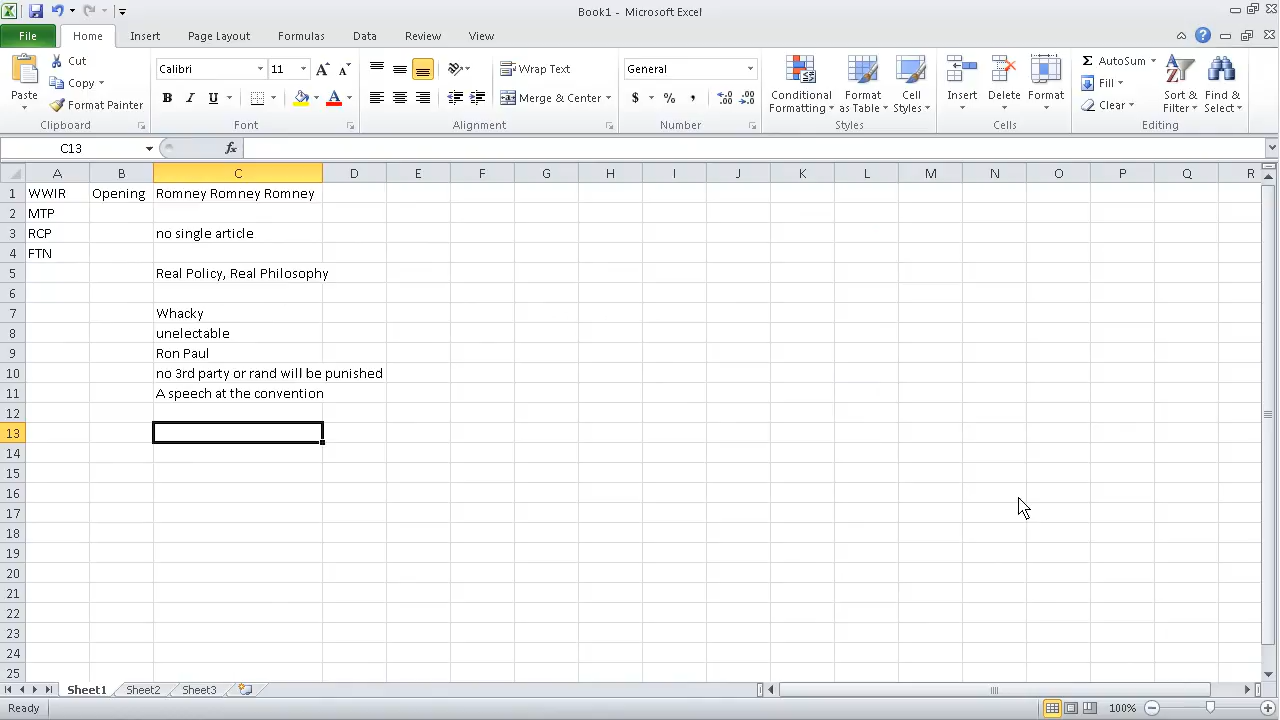 Book1 - Microsoft Excel
File Home Insert Page Layout Formulas Data Review View
Paste
Cut
Copy
Format Painter
Clipboard
Calibri 11
B I U
Font
Wrap Text
Merge & Center
Alignment
General
$ % ,
Number
Conditional Formatting
Format as Table
Cell Styles
Styles
Insert Delete Format
Cells
AutoSum
Fill
Clear
Sort & Filter
Find & Select
Editing
C13 fx
A B C D E F G H I J K L M N O P Q R
1 WWIR Opening Romney Romney Romney
2 MTP
3 RCP no single article
4 FTN
5 Real Policy, Real Philosophy
6
7 Whacky
8 unelectable
9 Ron Paul
10 no 3rd party or rand will be punished
11 A speech at the convention
12
13
14
15
16
17
18
19
20
21
22
23
24
25
Sheet1 Sheet2 Sheet3
Ready 100%